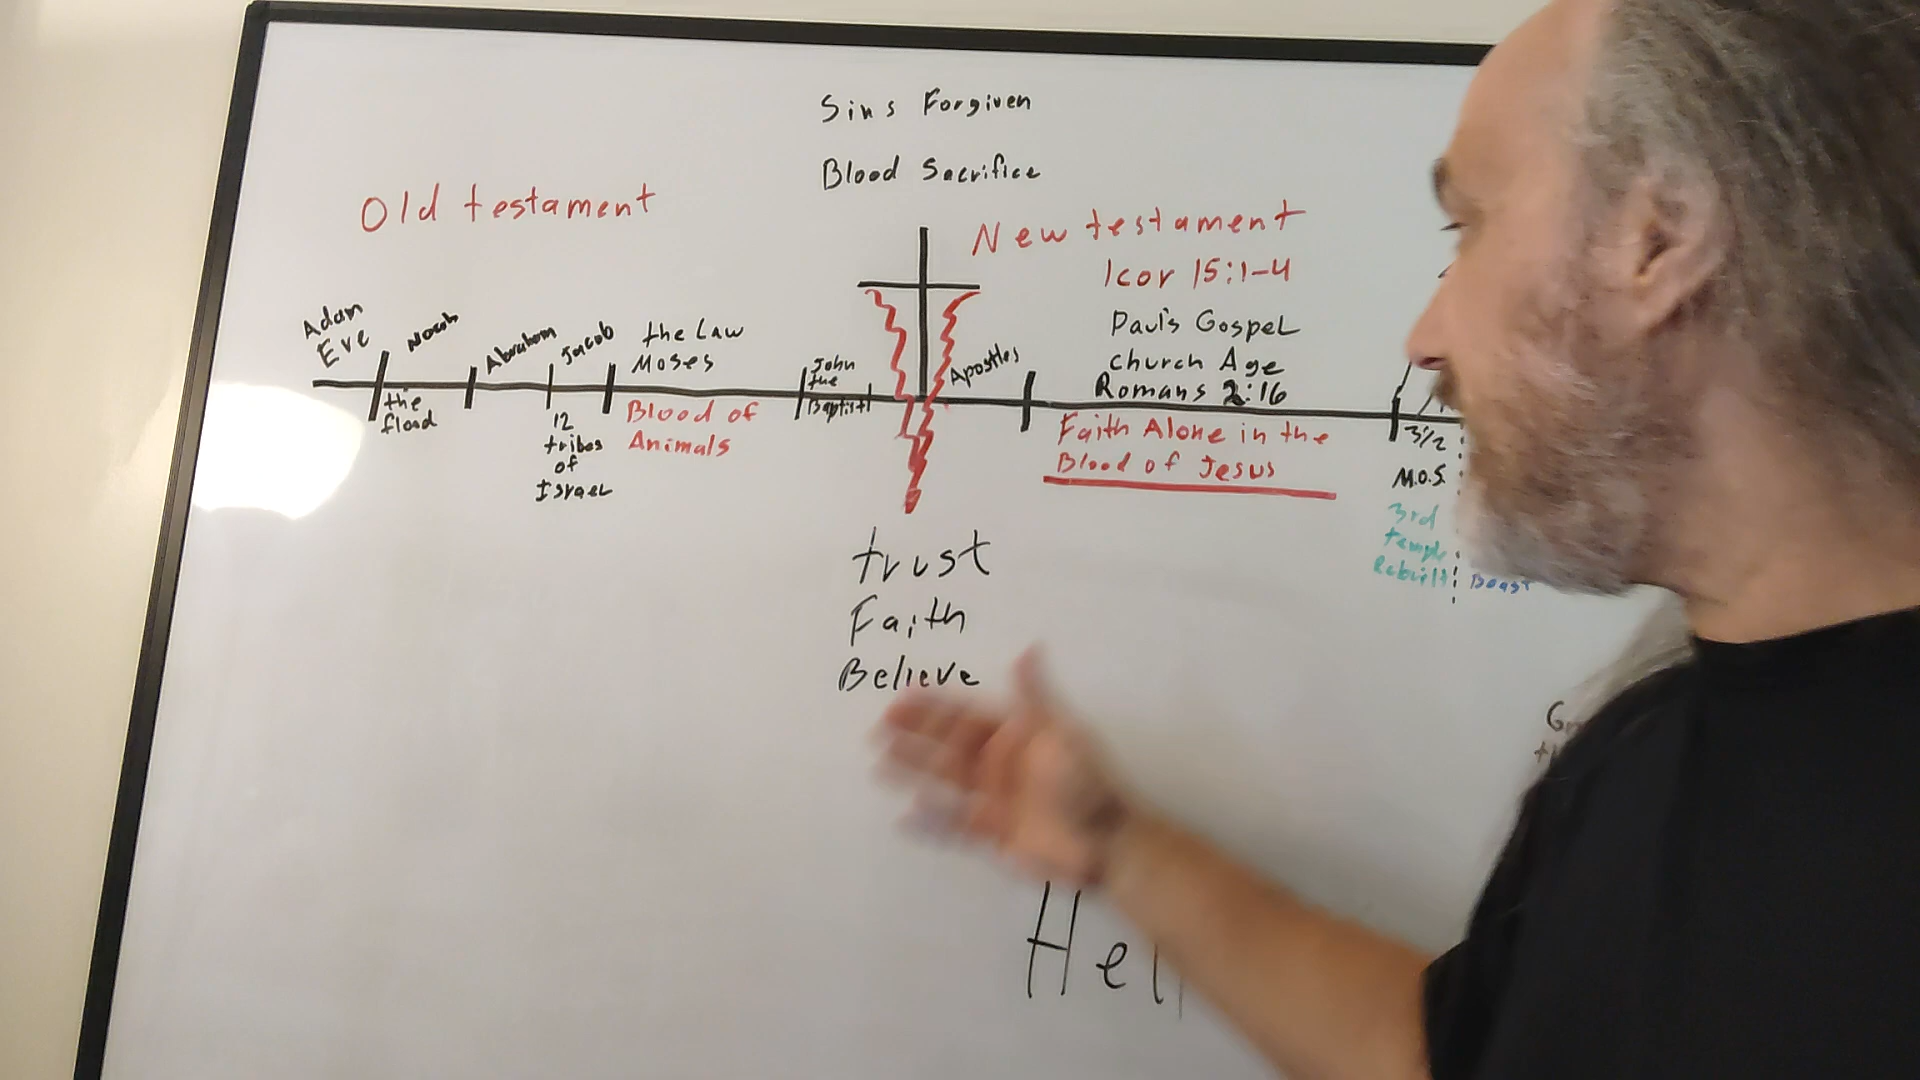 Sins Forgiven
Blood Sacrifice
Old testament
New testament
1cor 15:1-4
Paul's Gospel
Church Age
Romans 2:16
Adam
Eve
Noah
the
flood
Abraham
Jacob
12
tribes
of
Israel
the Law
Moses
Blood of
Animals
John
the
Baptist
Apostles
Faith Alone in the
Blood of Jesus
3 1/2
M.O.S.
3rd
temple
Rebuilt
Beast
trust
Faith
Believe